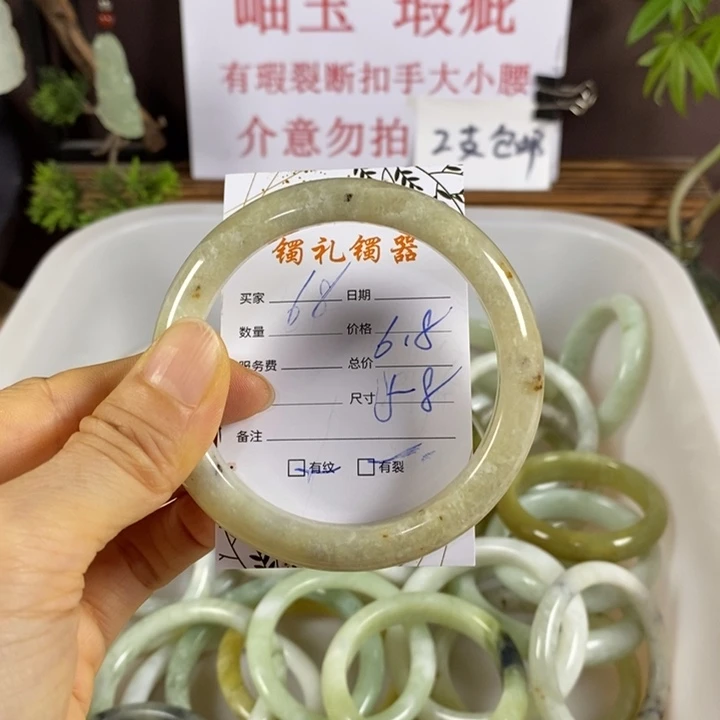 岫玉 瑕疵
有瑕裂断扣手大小腰
介意勿拍 2支包邮
镯礼镯器
买家 68 日期
数量 价格 6.8
服务费 总价
尺寸 58
备注
有纹 有裂